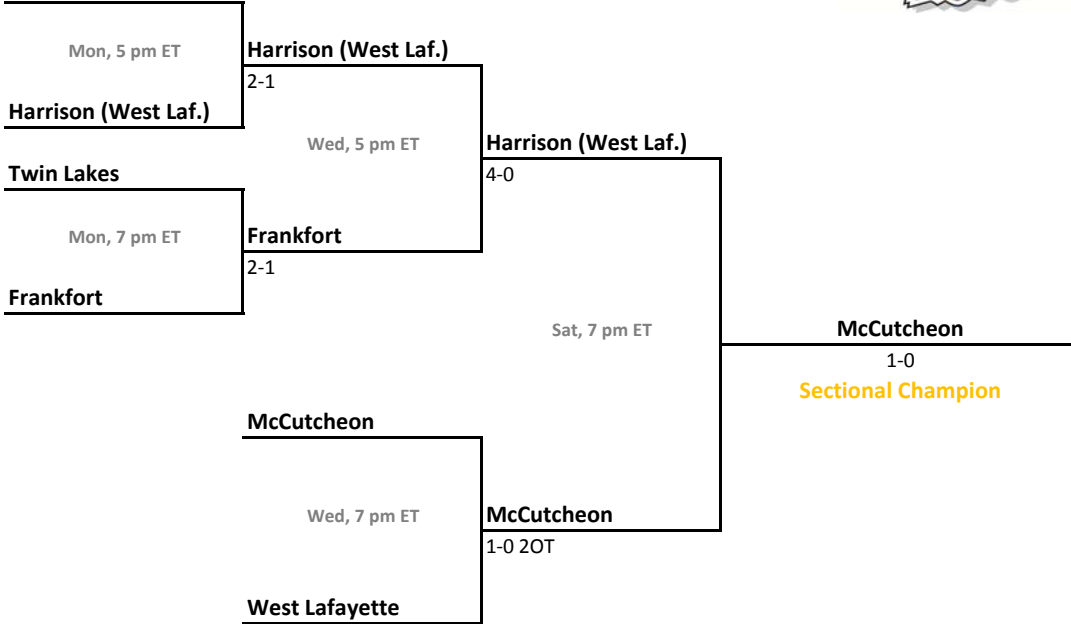 Mon, 5 pm ET
Harrison (West Laf.)
2-1
Harrison (West Laf.)
Wed, 5 pm ET
Harrison (West Laf.)
4-0
Twin Lakes
Mon, 7 pm ET
Frankfort
2-1
Frankfort
Sat, 7 pm ET
McCutcheon
1-0
Sectional Champion
McCutcheon
Wed, 7 pm ET
McCutcheon
1-0 2OT
West Lafayette